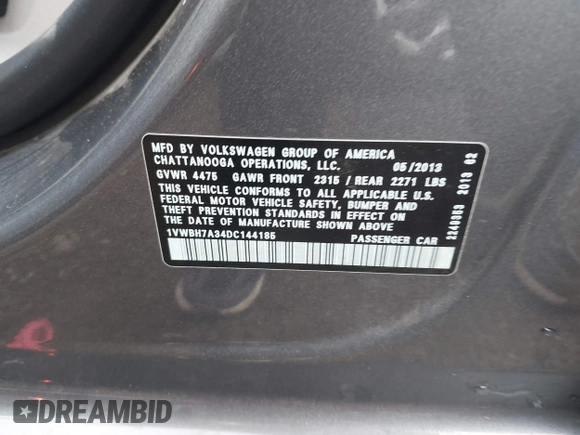 MFD BY VOLKSWAGEN GROUP OF AMERICA
CHATTANOOGA OPERATIONS, LLC. 05/2013
GVWR 4475 GAWR FRONT 2315 / REAR 2271 LBS
THIS VEHICLE CONFORMS TO ALL APPLICABLE U.S.
FEDERAL MOTOR VEHICLE SAFETY, BUMPER AND
THEFT PREVENTION STANDARDS IN EFFECT ON
THE DATE OF MANUFACTURE SHOWN ABOVE
1VWBH7A34DC144185 PASSENGER CAR
2013 02
DREAMBID